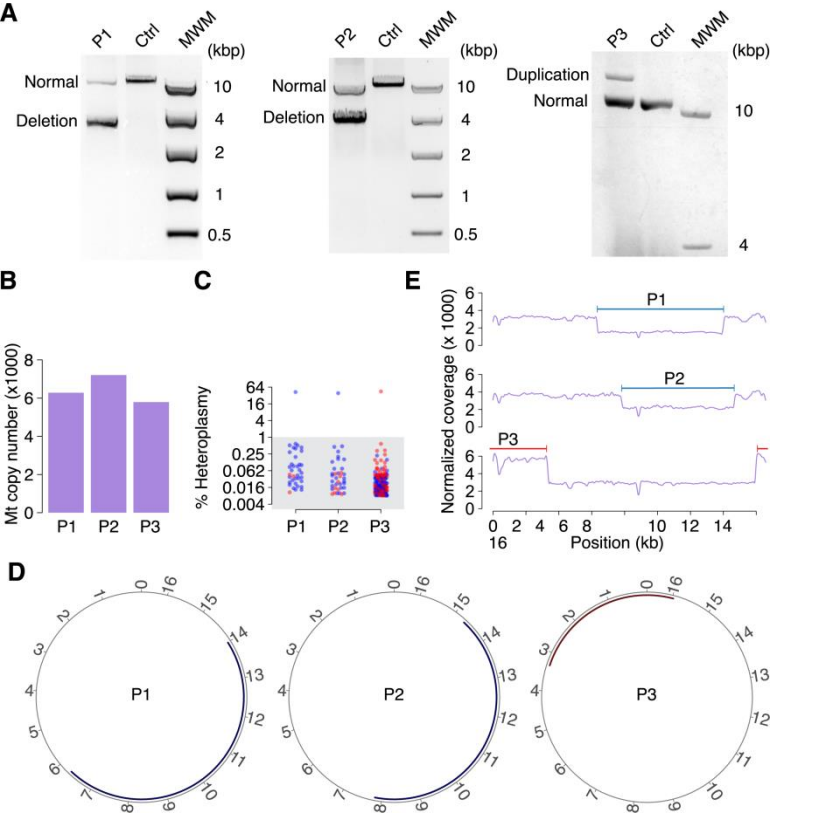 A
P1 Ctrl MWM
(kbp)
Normal
Deletion
10
4
2
1
0.5
P2 Ctrl MWM
(kbp)
Normal
Deletion
10
4
2
1
0.5
P3 Ctrl MWM
(kbp)
Duplication
Normal
10
4
B
Mt copy number (x1000)
8
6
4
2
0
P1 P2 P3
C
% Heteroplasmy
64
16
4
1
0.25
0.062
0.016
0.004
P1 P2 P3
E
Normalized coverage (x 1000)
6
4
2
0
P1
6
4
2
0
P2
P3
6
4
2
0
0 2 4 6 8 10 12 14
16
Position (kb)
D
0 16 15 14 13 12 11 10 9 8 7 6 5 4 3 2 1
P1
0 16 15 14 13 12 11 10 9 8 7 6 5 4 3 2 1
P2
0 16 15 14 13 12 11 10 9 8 7 6 5 4 3 2 1
P3